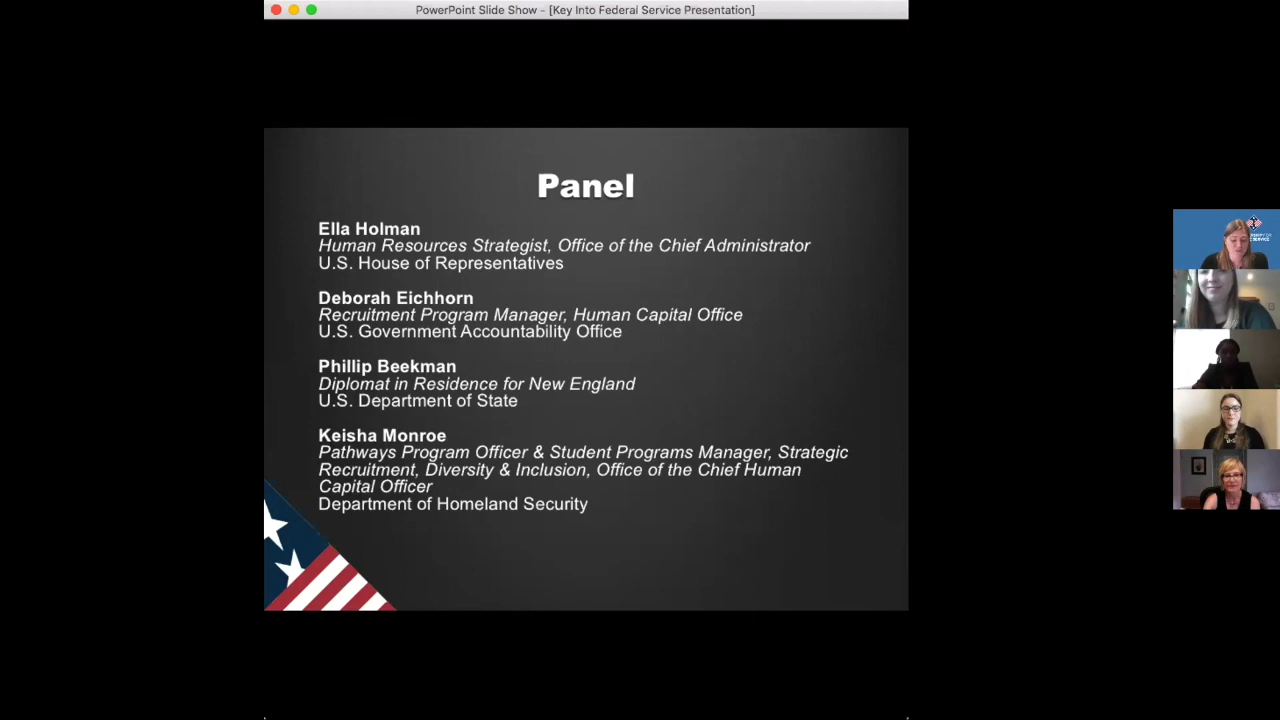 PowerPoint Slide Show - [Key Into Federal Service Presentation]
Panel
Ella Holman
Human Resources Strategist, Office of the Chief Administrator
U.S. House of Representatives
Deborah Eichhorn
Recruitment Program Manager, Human Capital Office
U.S. Government Accountability Office
Phillip Beekman
Diplomat in Residence for New England
U.S. Department of State
Keisha Monroe
Pathways Program Officer & Student Programs Manager, Strategic
Recruitment, Diversity & Inclusion, Office of the Chief Human
Capital Officer
Department of Homeland Security